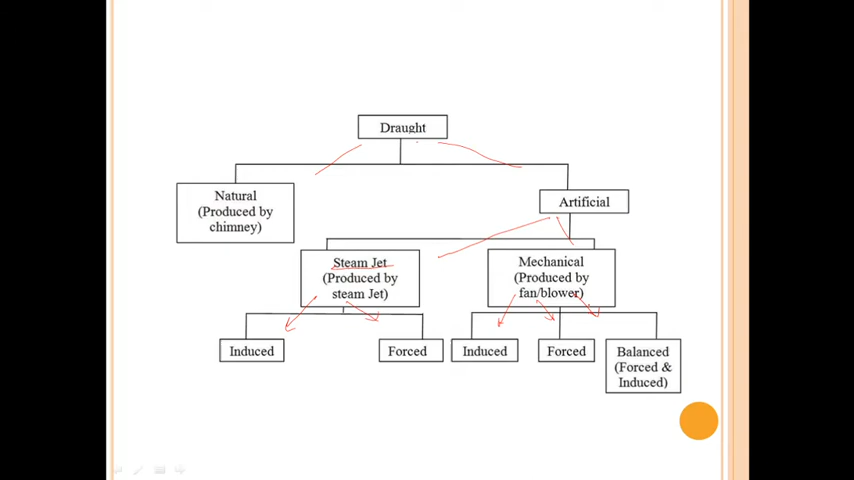 Draught
Natural
(Produced by
chimney)
Artificial
Steam Jet
(Produced by
steam Jet)
Mechanical
(Produced by
fan/blower)
Induced
Forced
Induced
Forced
Balanced
(Forced &
Induced)